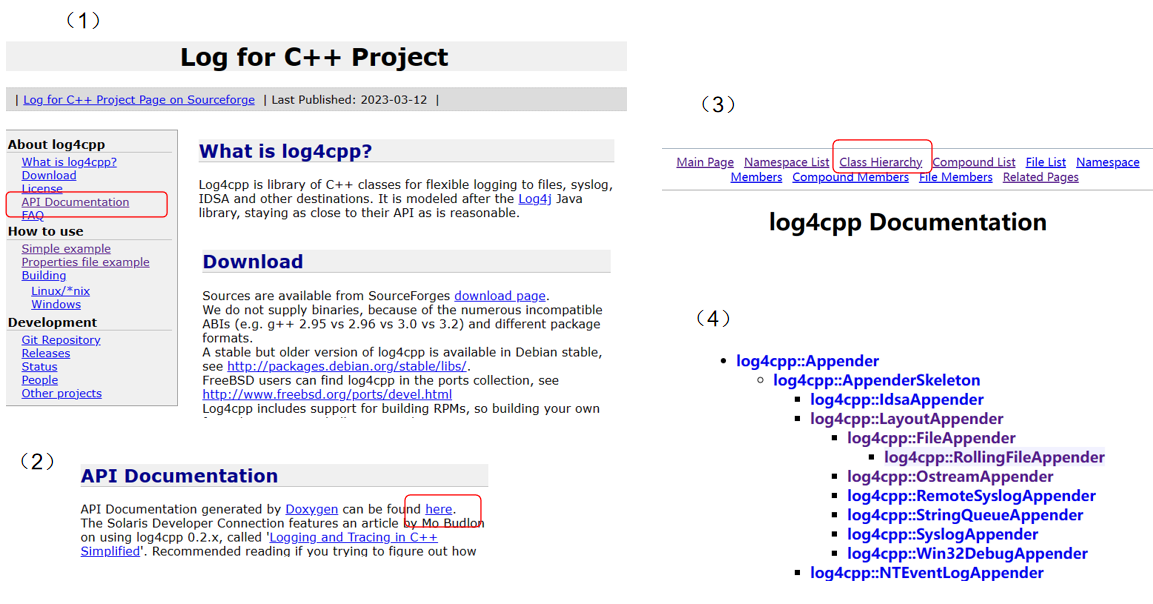 （1）
Log for C++ Project
| Log for C++ Project Page on Sourceforge | Last Published: 2023-03-12 |
About log4cpp
What is log4cpp?
Download
License
API Documentation
FAQ
How to use
Simple example
Properties file example
Building
Linux/*nix
Windows
Development
Git Repository
Releases
Status
People
Other projects
What is log4cpp?
Log4cpp is library of C++ classes for flexible logging to files, syslog,
IDSA and other destinations. It is modeled after the Log4j Java
library, staying as close to their API as is reasonable.
Download
Sources are available from SourceForges download page.
We do not supply binaries, because of the numerous incompatible
ABIs (e.g. g++ 2.95 vs 2.96 vs 3.0 vs 3.2) and different package
formats.
A stable but older version of log4cpp is available in Debian stable,
see http://packages.debian.org/stable/libs/.
FreeBSD users can find log4cpp in the ports collection, see
http://www.freebsd.org/ports/devel.html
Log4cpp includes support for building RPMs, so building your own
（2）
API Documentation
API Documentation generated by Doxygen can be found here.
The Solaris Developer Connection features an article by Mo Budlon
on using log4cpp 0.2.x, called 'Logging and Tracing in C++
Simplified'. Recommended reading if you trying to figure out how
（3）
Main Page Namespace List Class Hierarchy Compound List File List Namespace
Members Compound Members File Members Related Pages
log4cpp Documentation
（4）
log4cpp::Appender
log4cpp::AppenderSkeleton
log4cpp::IdsaAppender
log4cpp::LayoutAppender
log4cpp::FileAppender
log4cpp::RollingFileAppender
log4cpp::OstreamAppender
log4cpp::RemoteSyslogAppender
log4cpp::StringQueueAppender
log4cpp::SyslogAppender
log4cpp::Win32DebugAppender
log4cpp::NTEventLogAppender